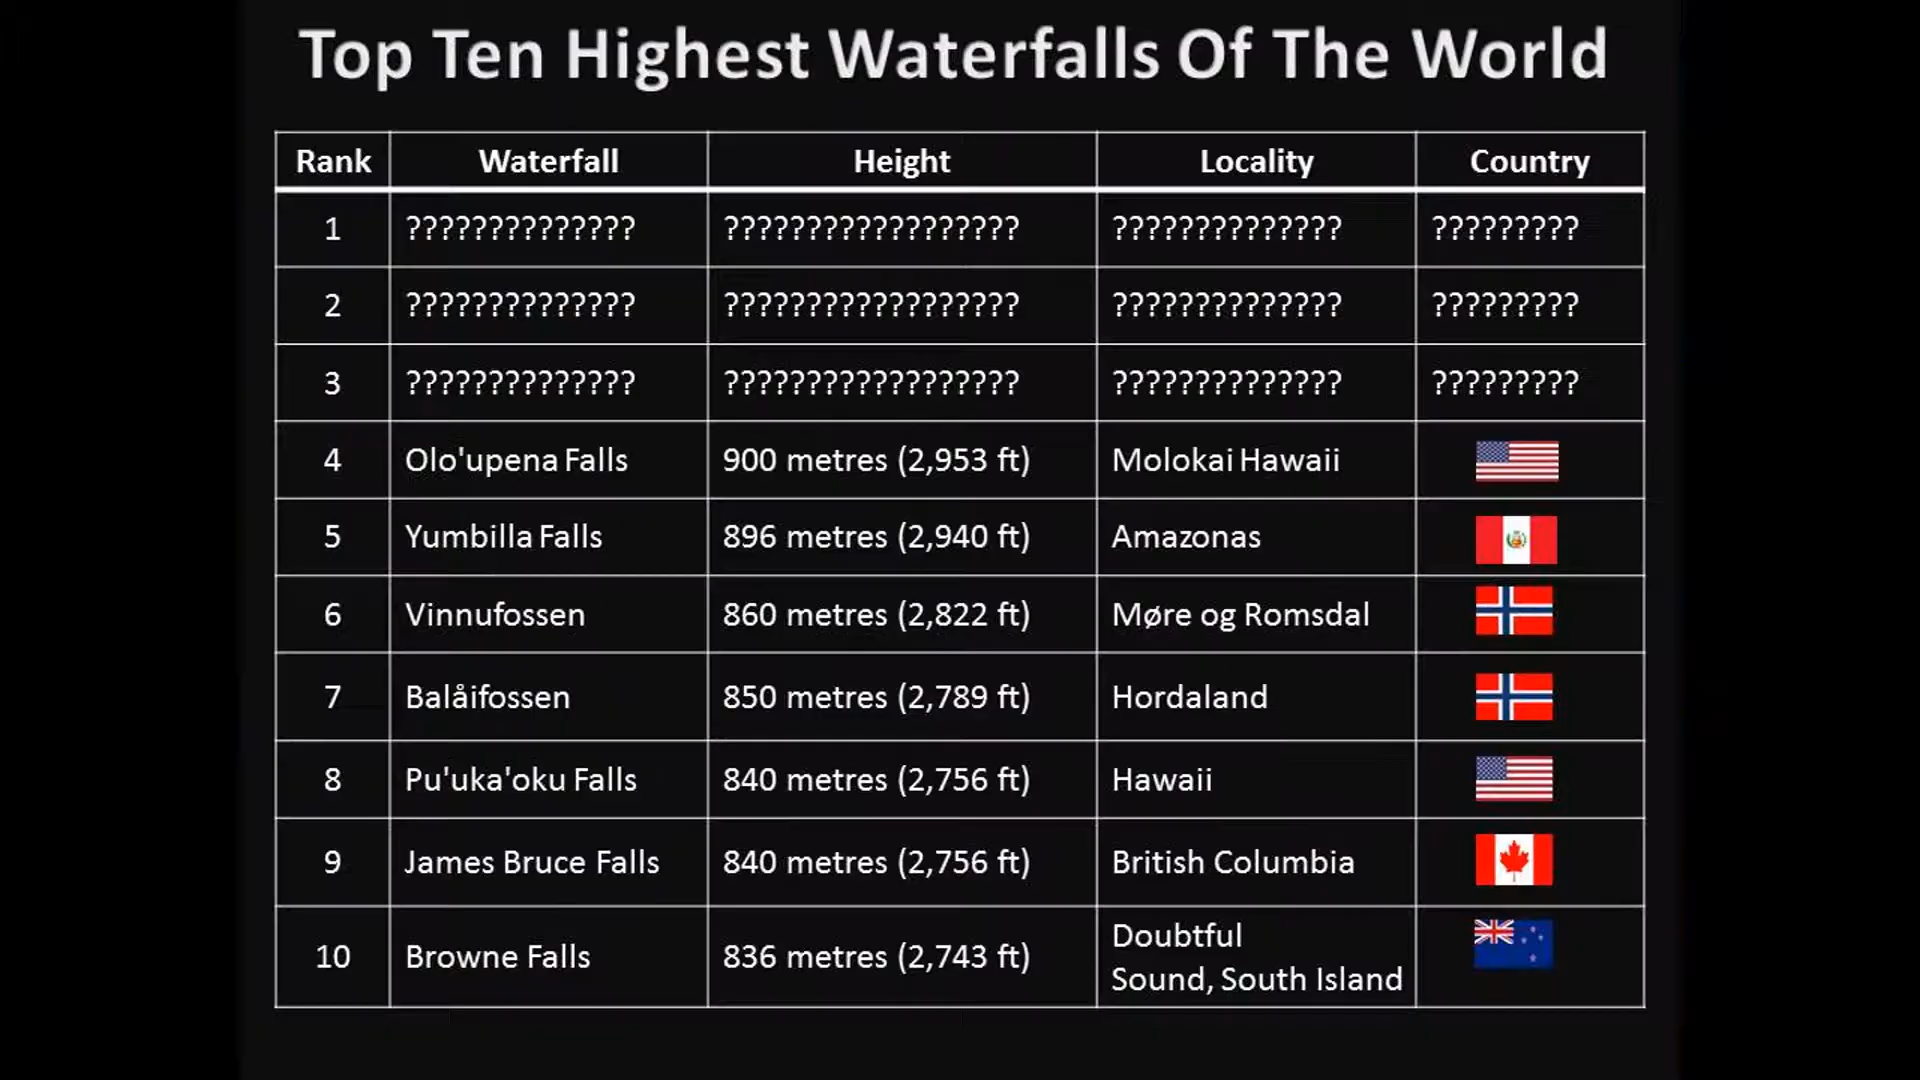 Top Ten Highest Waterfalls Of The World
Rank Waterfall Height Locality Country
1 ?????????????? ?????????????????? ?????????????? ?????????
2 ?????????????? ?????????????????? ?????????????? ?????????
3 ?????????????? ?????????????????? ?????????????? ?????????
4 Olo'upena Falls 900 metres (2,953 ft) Molokai Hawaii
5 Yumbilla Falls 896 metres (2,940 ft) Amazonas
6 Vinnufossen 860 metres (2,822 ft) Møre og Romsdal
7 Balåifossen 850 metres (2,789 ft) Hordaland
8 Pu'uka'oku Falls 840 metres (2,756 ft) Hawaii
9 James Bruce Falls 840 metres (2,756 ft) British Columbia
10 Browne Falls 836 metres (2,743 ft) Doubtful
Sound, South Island